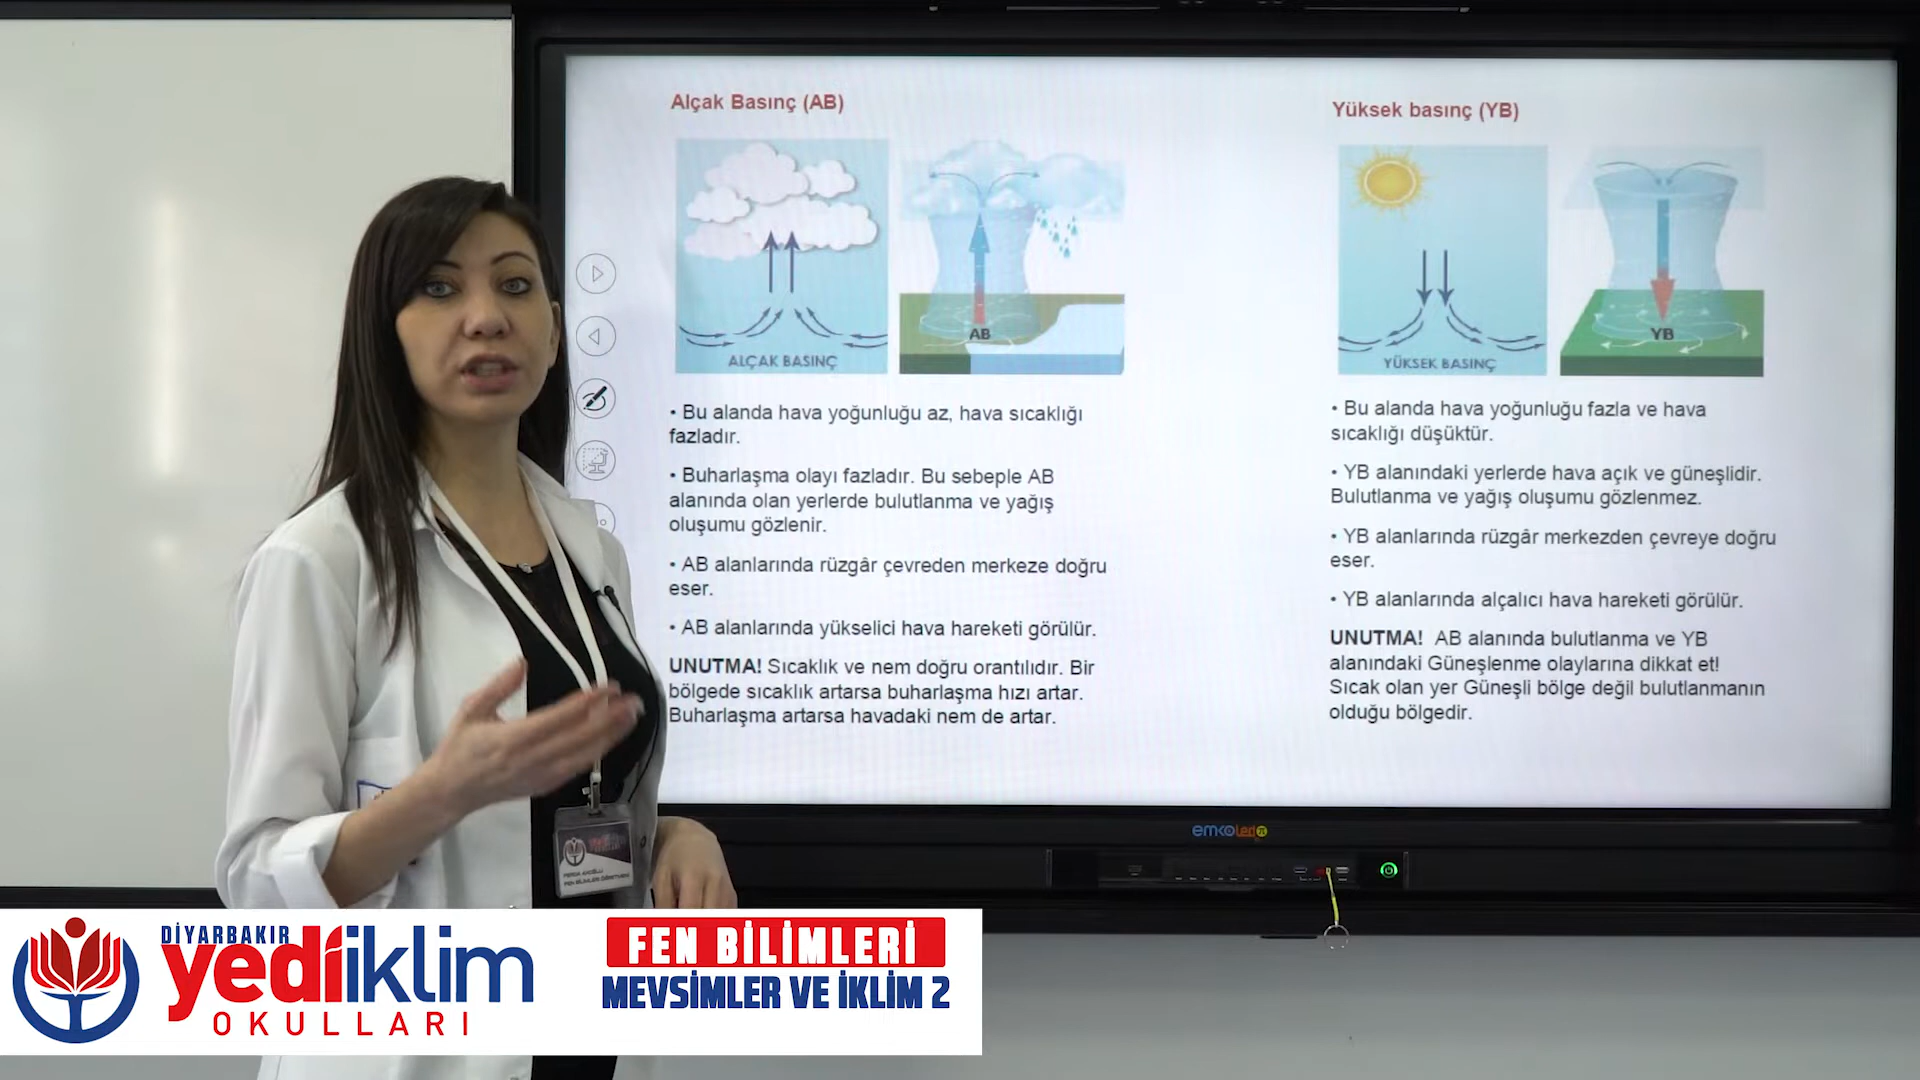 Alçak Basınç (AB)
ALÇAK BASINÇ
AB
• Bu alanda hava yoğunluğu az, hava sıcaklığı
fazladır.
• Buharlaşma olayı fazladır. Bu sebeple AB
alanında olan yerlerde bulutlanma ve yağış
oluşumu gözlenir.
• AB alanlarında rüzgâr çevreden merkeze doğru
eser.
• AB alanlarında yükselici hava hareketi görülür.
UNUTMA! Sıcaklık ve nem doğru orantılıdır. Bir
bölgede sıcaklık artarsa buharlaşma hızı artar.
Buharlaşma artarsa havadaki nem de artar.
Yüksek basınç (YB)
YÜKSEK BASINÇ
YB
• Bu alanda hava yoğunluğu fazla ve hava
sıcaklığı düşüktür.
• YB alanındaki yerlerde hava açık ve güneşlidir.
Bulutlanma ve yağış oluşumu gözlenmez.
• YB alanlarında rüzgâr merkezden çevreye doğru
eser.
• YB alanlarında alçalıcı hava hareketi görülür.
UNUTMA! AB alanında bulutlanma ve YB
alanındaki Güneşlenme olaylarına dikkat et!
Sıcak olan yer Güneşli bölge değil bulutlanmanın
olduğu bölgedir.
emkoled
FEN BİLİMLERİ ÖĞRETMENİ
DİYARBAKIR
yediiklim
OKULLARI
FEN BİLİMLERİ
MEVSİMLER VE İKLİM 2